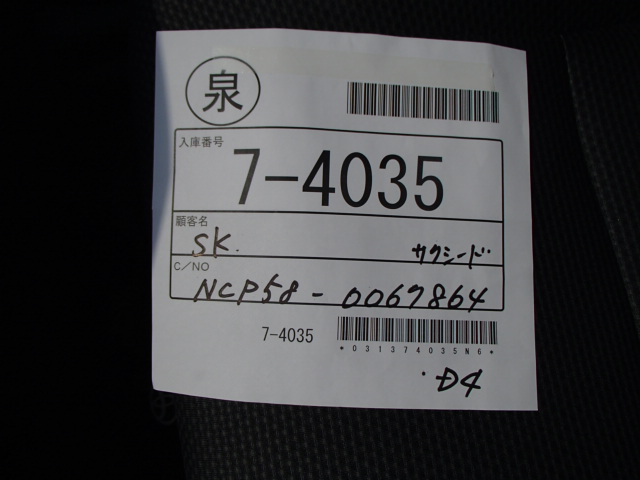 泉
入庫番号
7-4035
顧客名
SK.
サクシード
C/NO
NCP58-0067864
7-4035
*031374035N6*
・D4